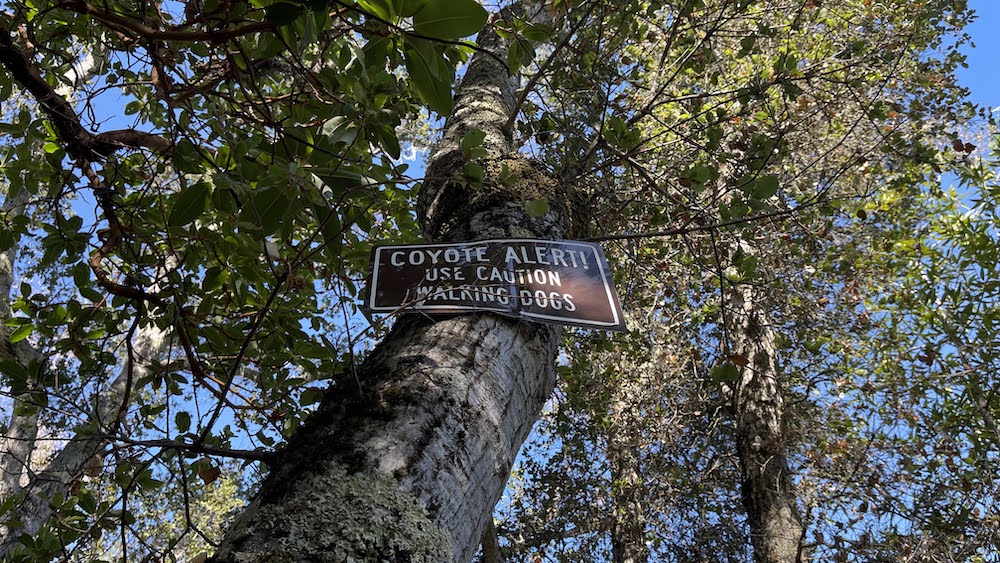 COYOTE ALERT!
USE CAUTION
WALKING DOGS